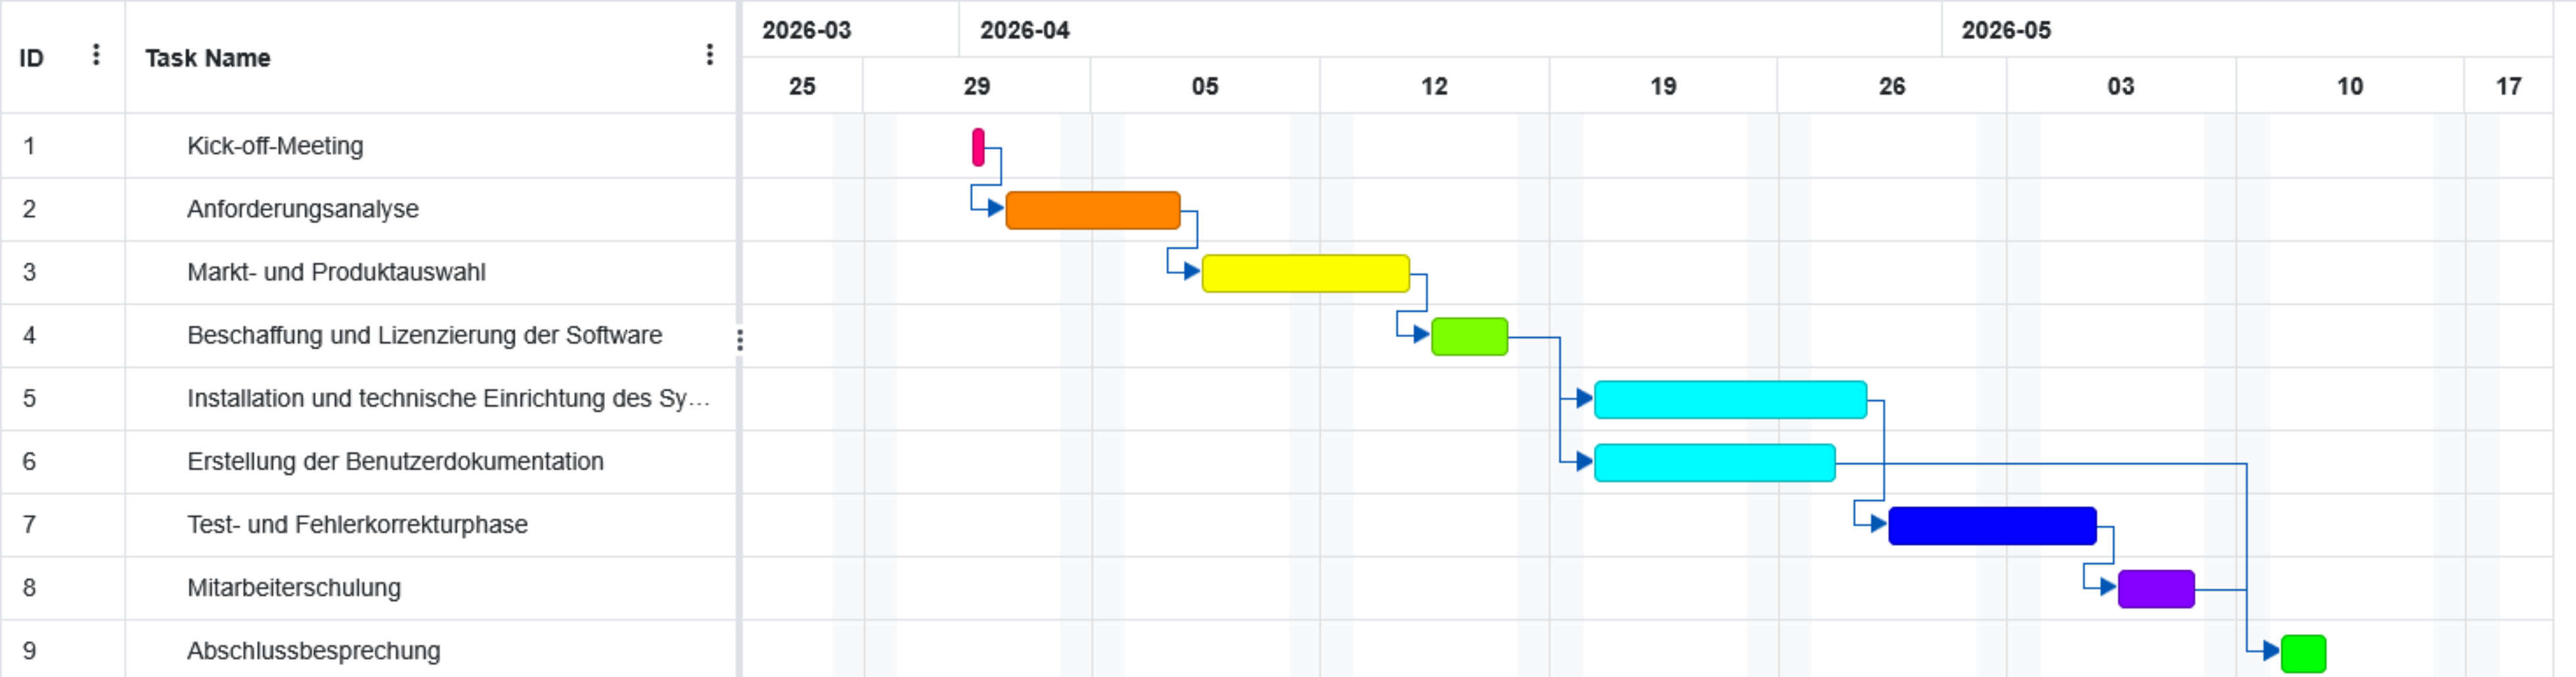 ID Task Name 2026-03 2026-04 2026-05
25 29 05 12 19 26 03 10 17
1 Kick-off-Meeting
2 Anforderungsanalyse
3 Markt- und Produktauswahl
4 Beschaffung und Lizenzierung der Software
5 Installation und technische Einrichtung des Sy...
6 Erstellung der Benutzerdokumentation
7 Test- und Fehlerkorrekturphase
8 Mitarbeiterschulung
9 Abschlussbesprechung